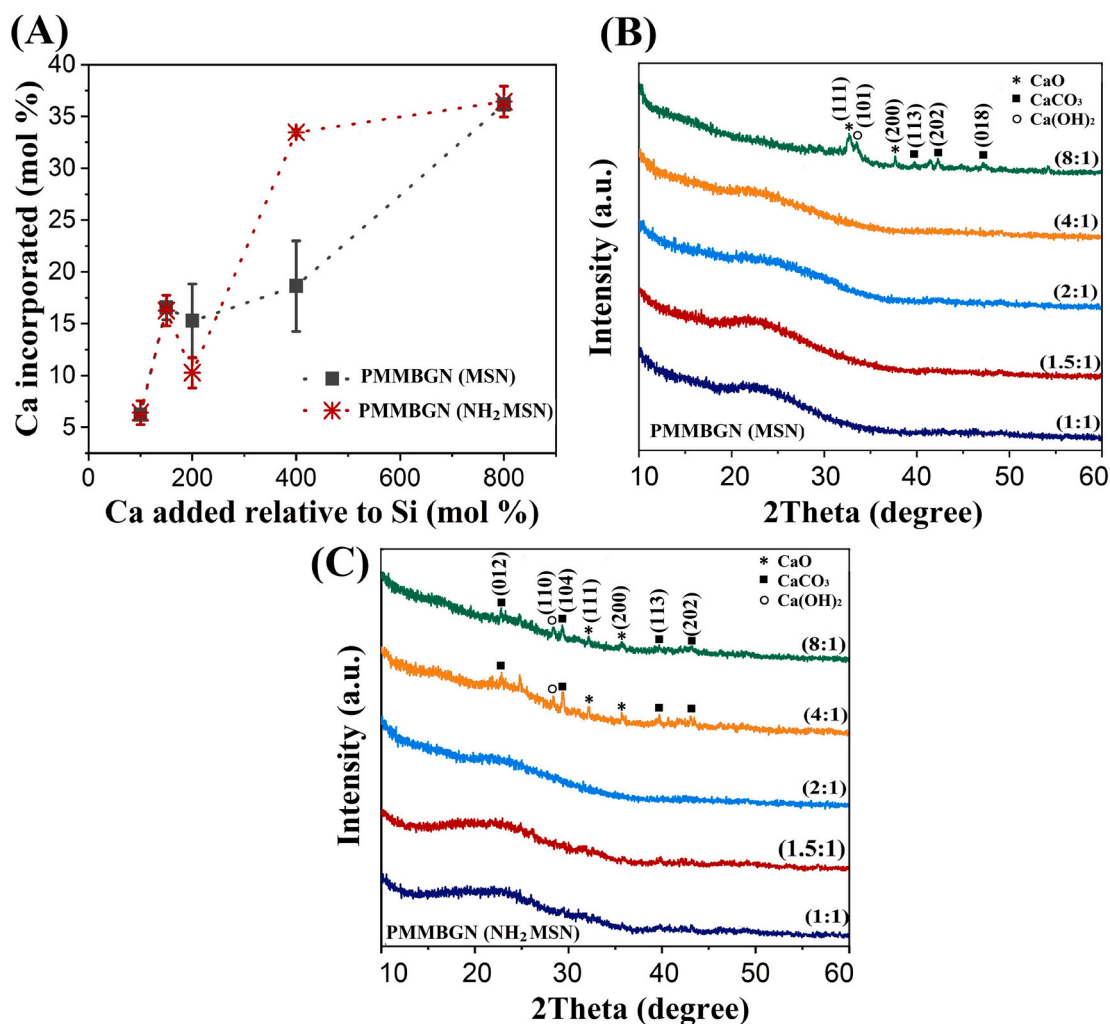 (A)
Ca incorporated (mol %)
40
35
30
25
20
15
10
5
0
200
400
600
800
Ca added relative to Si (mol %)
PMMBGN (MSN)
PMMBGN (NH₂ MSN)
(B)
Intensity (a.u.)
(111)
(101)
(200)
(113)
(202)
(018)
* CaO
■ CaCO₃
○ Ca(OH)₂
(8:1)
(4:1)
(2:1)
(1.5:1)
(1:1)
PMMBGN (MSN)
10 20 30 40 50 60
2Theta (degree)
(C)
Intensity (a.u.)
(012)
(110)
(104)
(111)
(200)
(113)
(202)
* CaO
■ CaCO₃
○ Ca(OH)₂
(8:1)
(4:1)
(2:1)
(1.5:1)
(1:1)
PMMBGN (NH₂ MSN)
10 20 30 40 50 60
2Theta (degree)